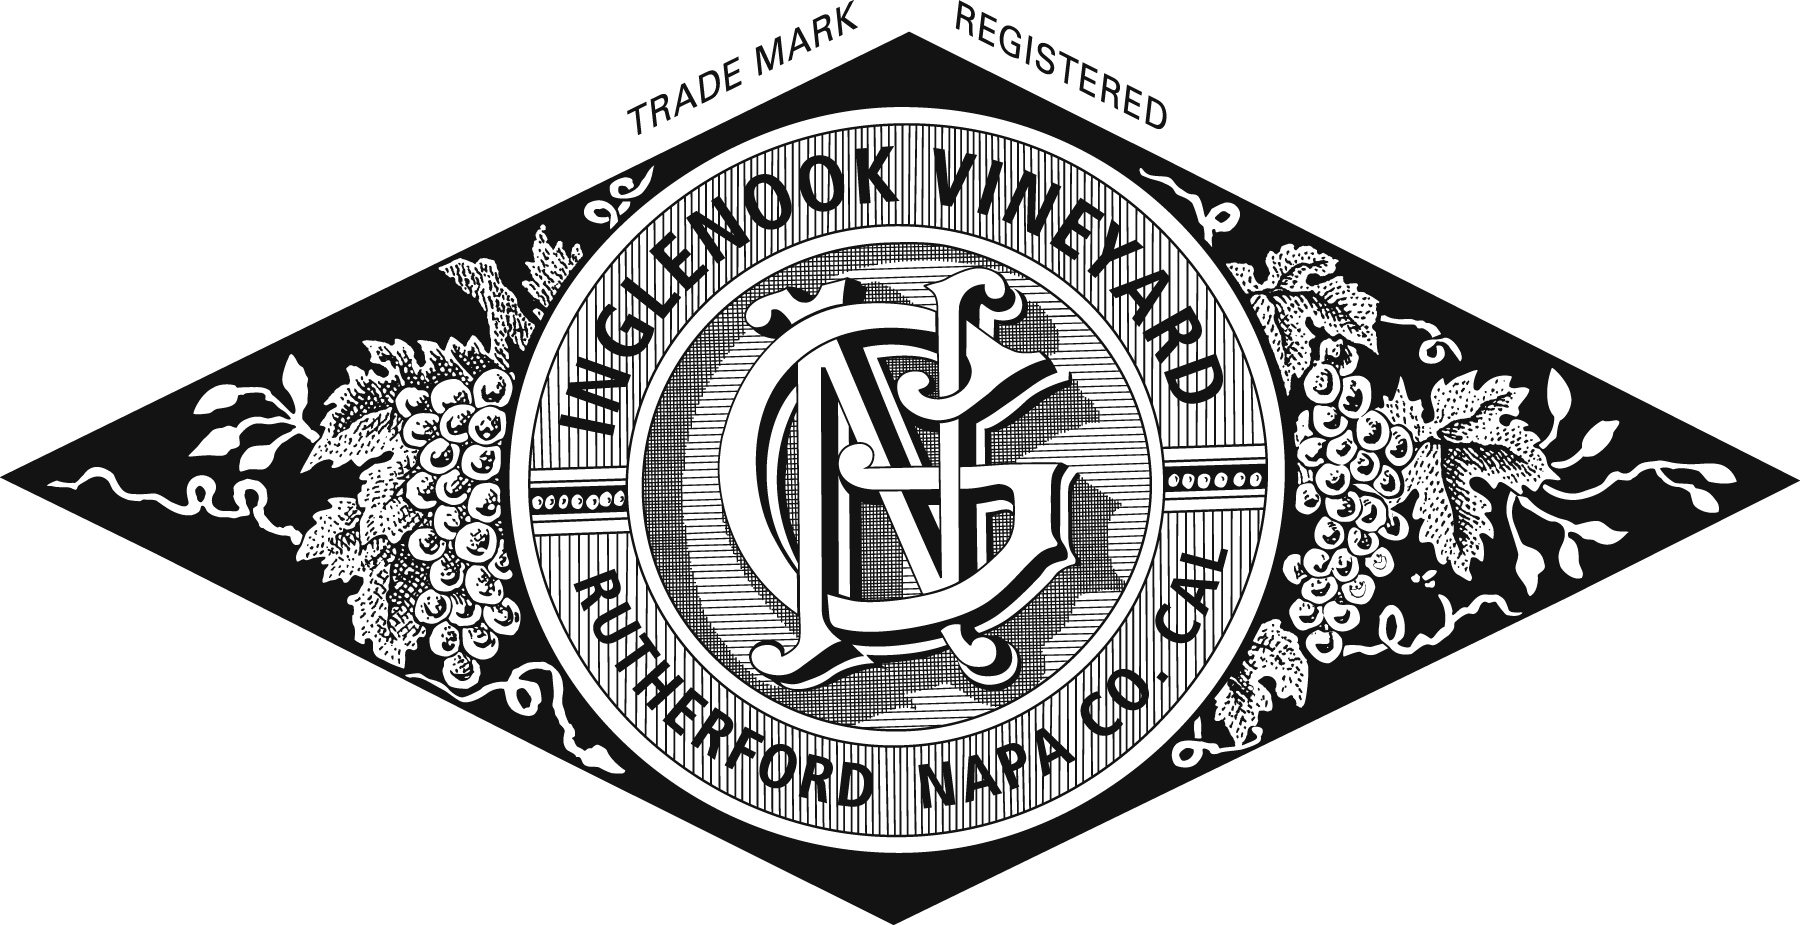 TRADE MARK REGISTERED
INGLENOOK VINEYARD
RUTHERFORD NAPA CO. CAL